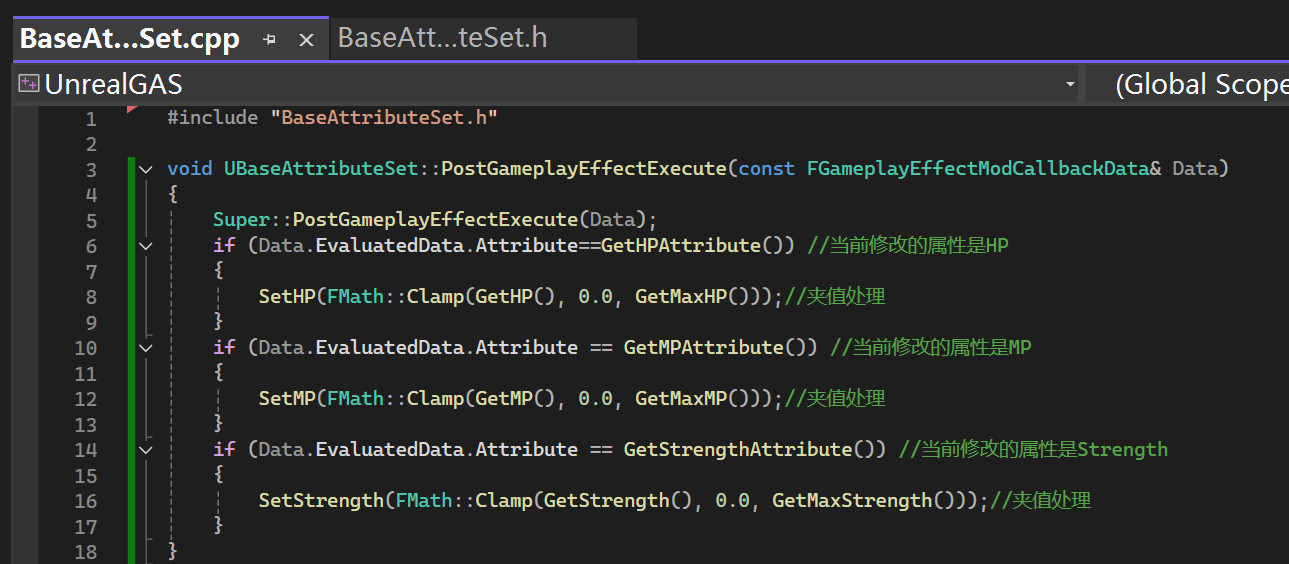 BaseAt...Set.cpp
BaseAtt...teSet.h
UnrealGAS
(Global Scope
1 #include "BaseAttributeSet.h"
2
3 void UBaseAttributeSet::PostGameplayEffectExecute(const FGameplayEffectModCallbackData& Data)
4 {
5 Super::PostGameplayEffectExecute(Data);
6 if (Data.EvaluatedData.Attribute==GetHPAttribute()) //当前修改的属性是HP
7 {
8 SetHP(FMath::Clamp(GetHP(), 0.0, GetMaxHP()));//夹值处理
9 }
10 if (Data.EvaluatedData.Attribute == GetMPAttribute()) //当前修改的属性是MP
11 {
12 SetMP(FMath::Clamp(GetMP(), 0.0, GetMaxMP()));//夹值处理
13 }
14 if (Data.EvaluatedData.Attribute == GetStrengthAttribute()) //当前修改的属性是Strength
15 {
16 SetStrength(FMath::Clamp(GetStrength(), 0.0, GetMaxStrength()));//夹值处理
17 }
18 }